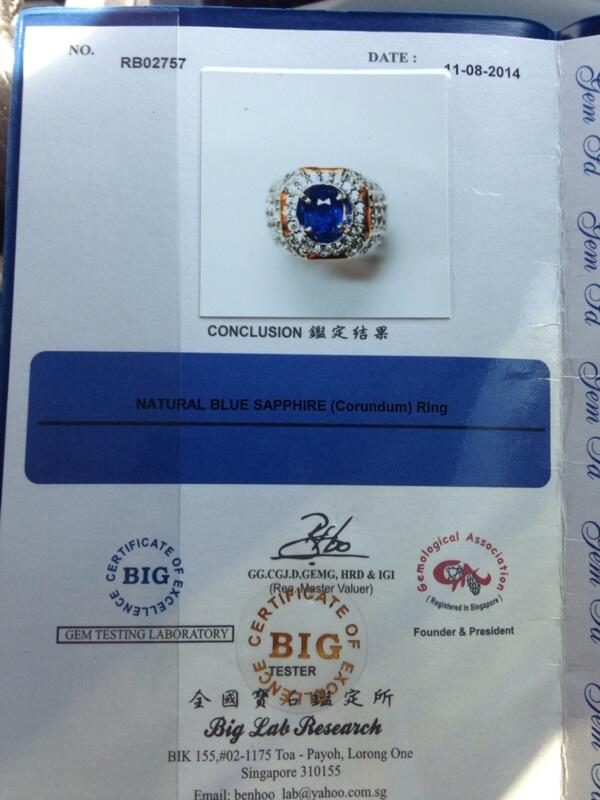 NO. RB02757 DATE : 11-08-2014
CONCLUSION 鑑定結果
NATURAL BLUE SAPPHIRE (Corundum) Ring
CERTIFICATE OF EXCELLENCE
BIG
GEM TESTING LABORATORY
GG.CGJ.D,GEMG, HRD & IGI
(Reg. Master Valuer)
CERTIFICATE OF EXCELLENCE
BIG
TESTER
Gemological Association
GA
(Registered in Singapore)
Founder & President
全國寶石鑑定所
Big Lab Research
BIK 155,#02-1175 Toa - Payoh, Lorong One
Singapore 310155
Email: benhoo_lab@yahoo.com.sg